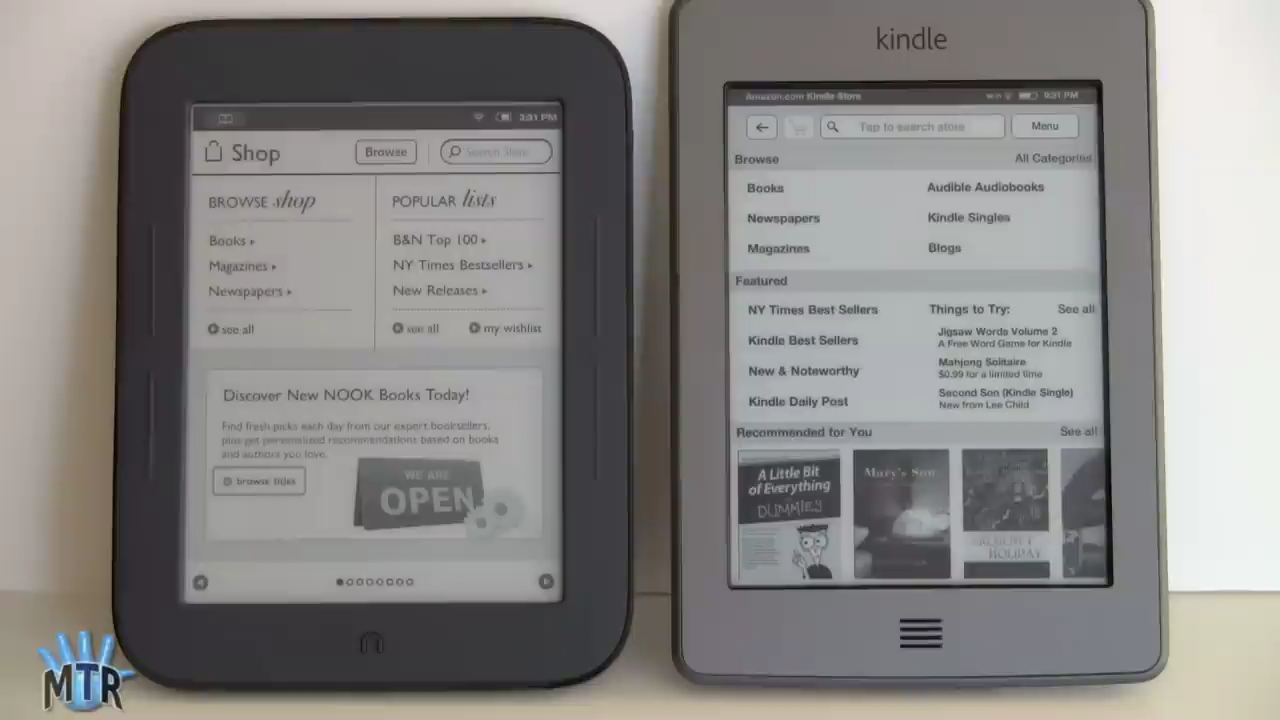 3:31 PM
Shop
Browse
Search Store
BROWSE shop
Books
Magazines
Newspapers
see all
POPULAR lists
B&N Top 100
NY Times Bestsellers
New Releases
see all
my wishlist
Discover New NOOK Books Today!
Find fresh picks each day from our expert booksellers,
plus get personalized recommendations based on books
and authors you love.
browse titles
WE ARE
OPEN
n
kindle
Amazon.com Kindle Store
9:31 PM
Tap to search store
Menu
Browse
All Categories
Books
Audible Audiobooks
Newspapers
Kindle Singles
Magazines
Blogs
Featured
NY Times Best Sellers
Kindle Best Sellers
New & Noteworthy
Kindle Daily Post
Things to Try:
See all
Jigsaw Words Volume 2
A Free Word Game for Kindle
Mahjong Solitaire
$0.99 for a limited time
Second Son (Kindle Single)
New from Lee Child
Recommended for You
See all
A Little Bit
of Everything
DUMMIES
Mary's Son
HOLIDAY
MTR